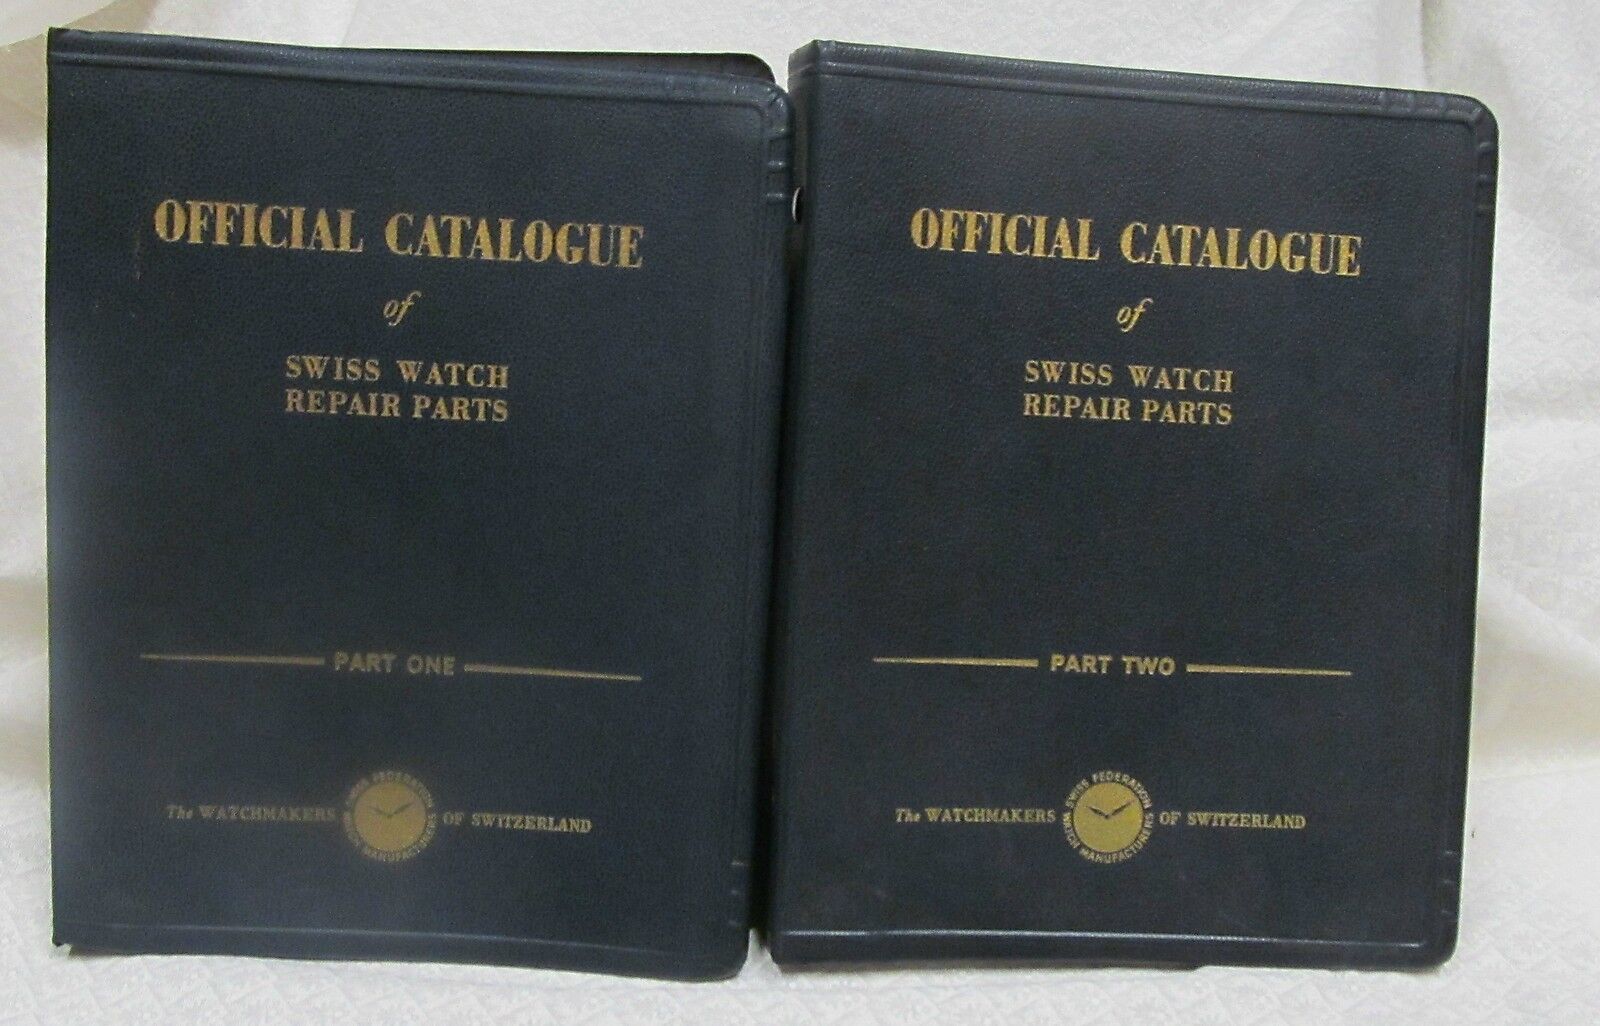 OFFICIAL CATALOGUE
of
SWISS WATCH
REPAIR PARTS
PART ONE
The WATCHMAKERS OF SWITZERLAND
SWISS FEDERATION
WATCH MANUFACTURERS
OFFICIAL CATALOGUE
of
SWISS WATCH
REPAIR PARTS
PART TWO
The WATCHMAKERS OF SWITZERLAND
SWISS FEDERATION
WATCH MANUFACTURERS